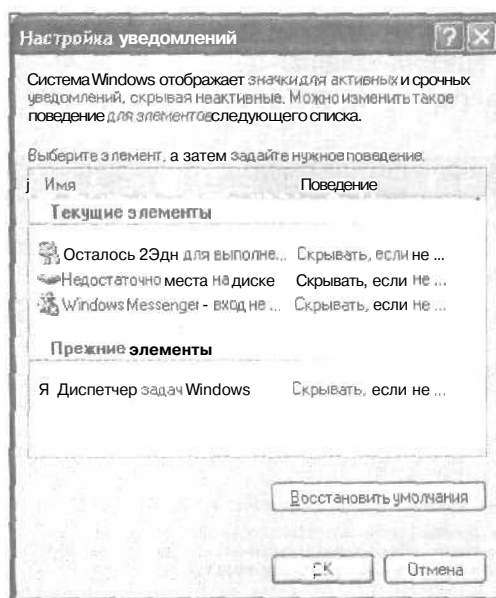 Настройка уведомлений
Система Windows отображает значки для активных и срочных
уведомлений, скрывая неактивные. Можно изменить такое
поведение для элементов следующего списка.
Выберите элемент, а затем задайте нужное поведение.
Имя Поведение
Текущие элементы
Осталось 2Эдн для выполне... Скрывать, если не ...
Недостаточно места на диске Скрывать, если не ...
Windows Messenger - вход не ... Скрывать, если не ...
Прежние элементы
Я Диспетчер задач Windows Скрывать, если не ...
Восстановить умолчания
ОК Отмена